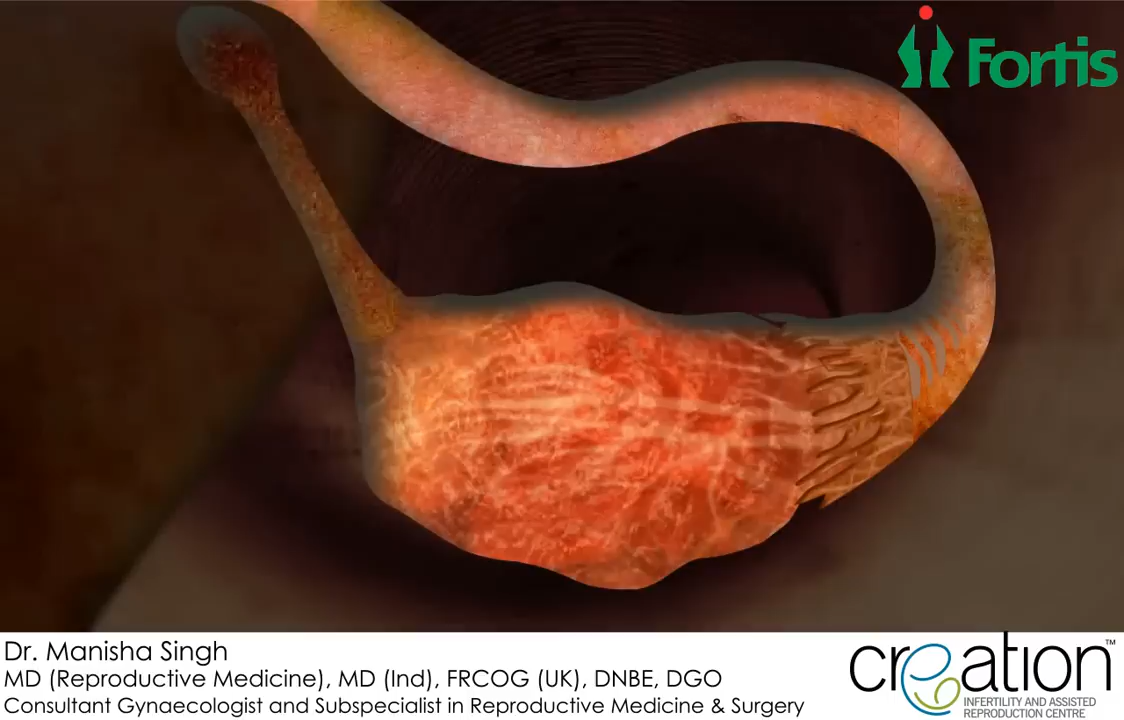 Fortis
Dr. Manisha Singh
MD (Reproductive Medicine), MD (Ind), FRCOG (UK), DNBE, DGO
Consultant Gynaecologist and Subspecialist in Reproductive Medicine & Surgery
creation™
INFERTILITY AND ASSISTED
REPRODUCTION CENTRE